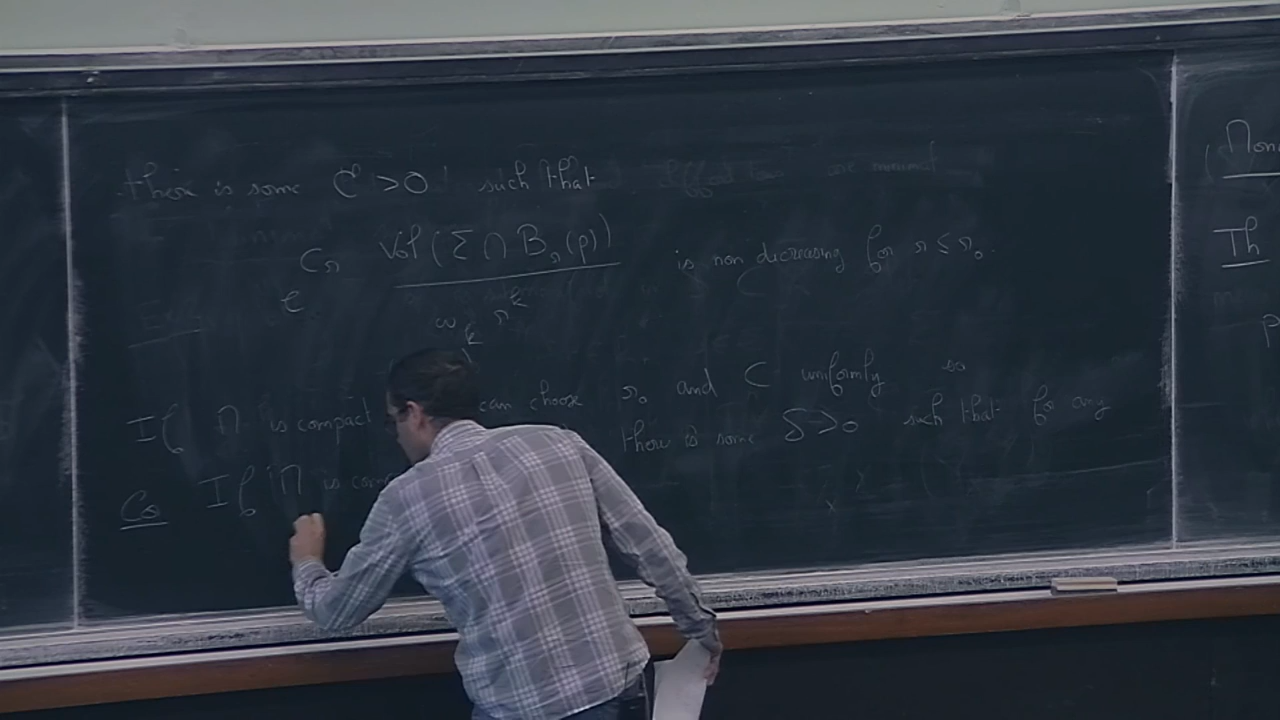 there is some C > 0 such that
e^{Cr} Vol(Σ ∩ B_r(p)) / ω_k r^k is non decreasing for r ≤ r_0.
If M is compact can choose r_0 and C uniformly so
Co If M is com there is some δ > 0 such that for any
Mono
Th